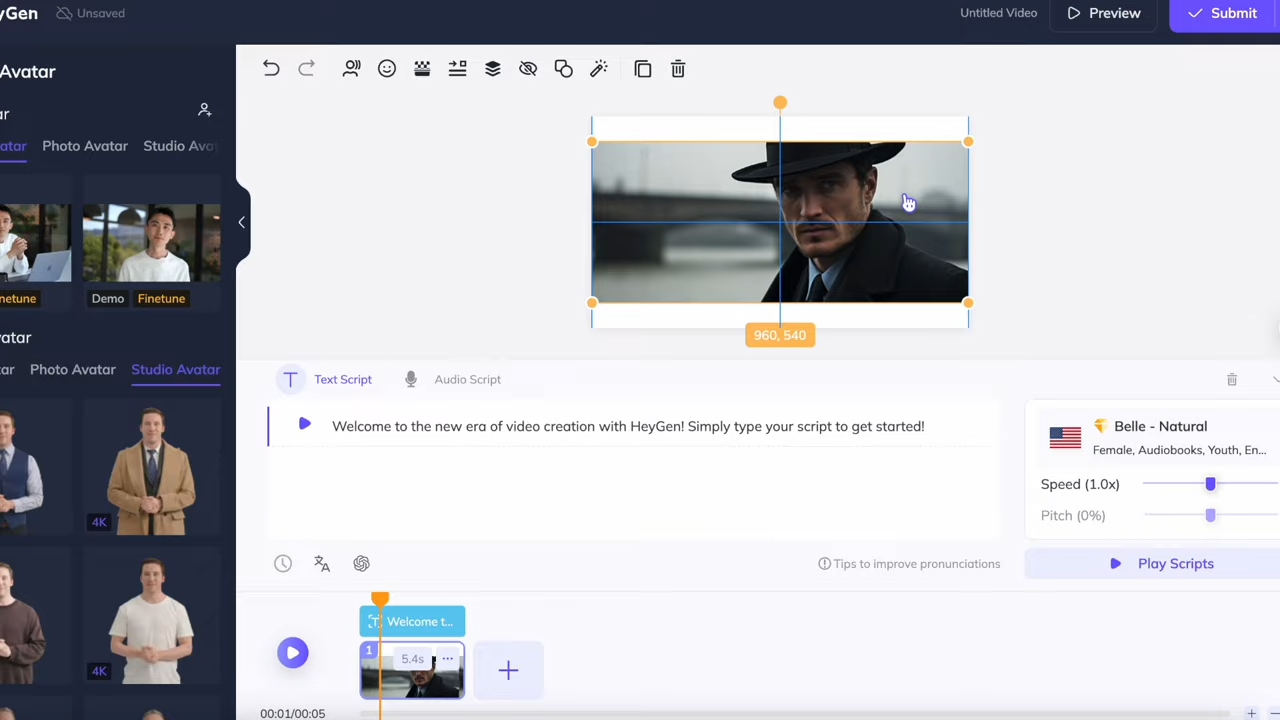 yGen Unsaved Untitled Video Preview Submit
Avatar
ar
atar Photo Avatar Studio Ava
netune Demo Finetune
vatar
tar Photo Avatar Studio Avatar
4K
4K
960, 540
Text Script Audio Script
Welcome to the new era of video creation with HeyGen! Simply type your script to get started!
Belle - Natural
Female, Audiobooks, Youth, En...
Speed (1.0x)
Pitch (0%)
Tips to improve pronunciations
Play Scripts
Welcome t...
1 5.4s
00:01/00:05